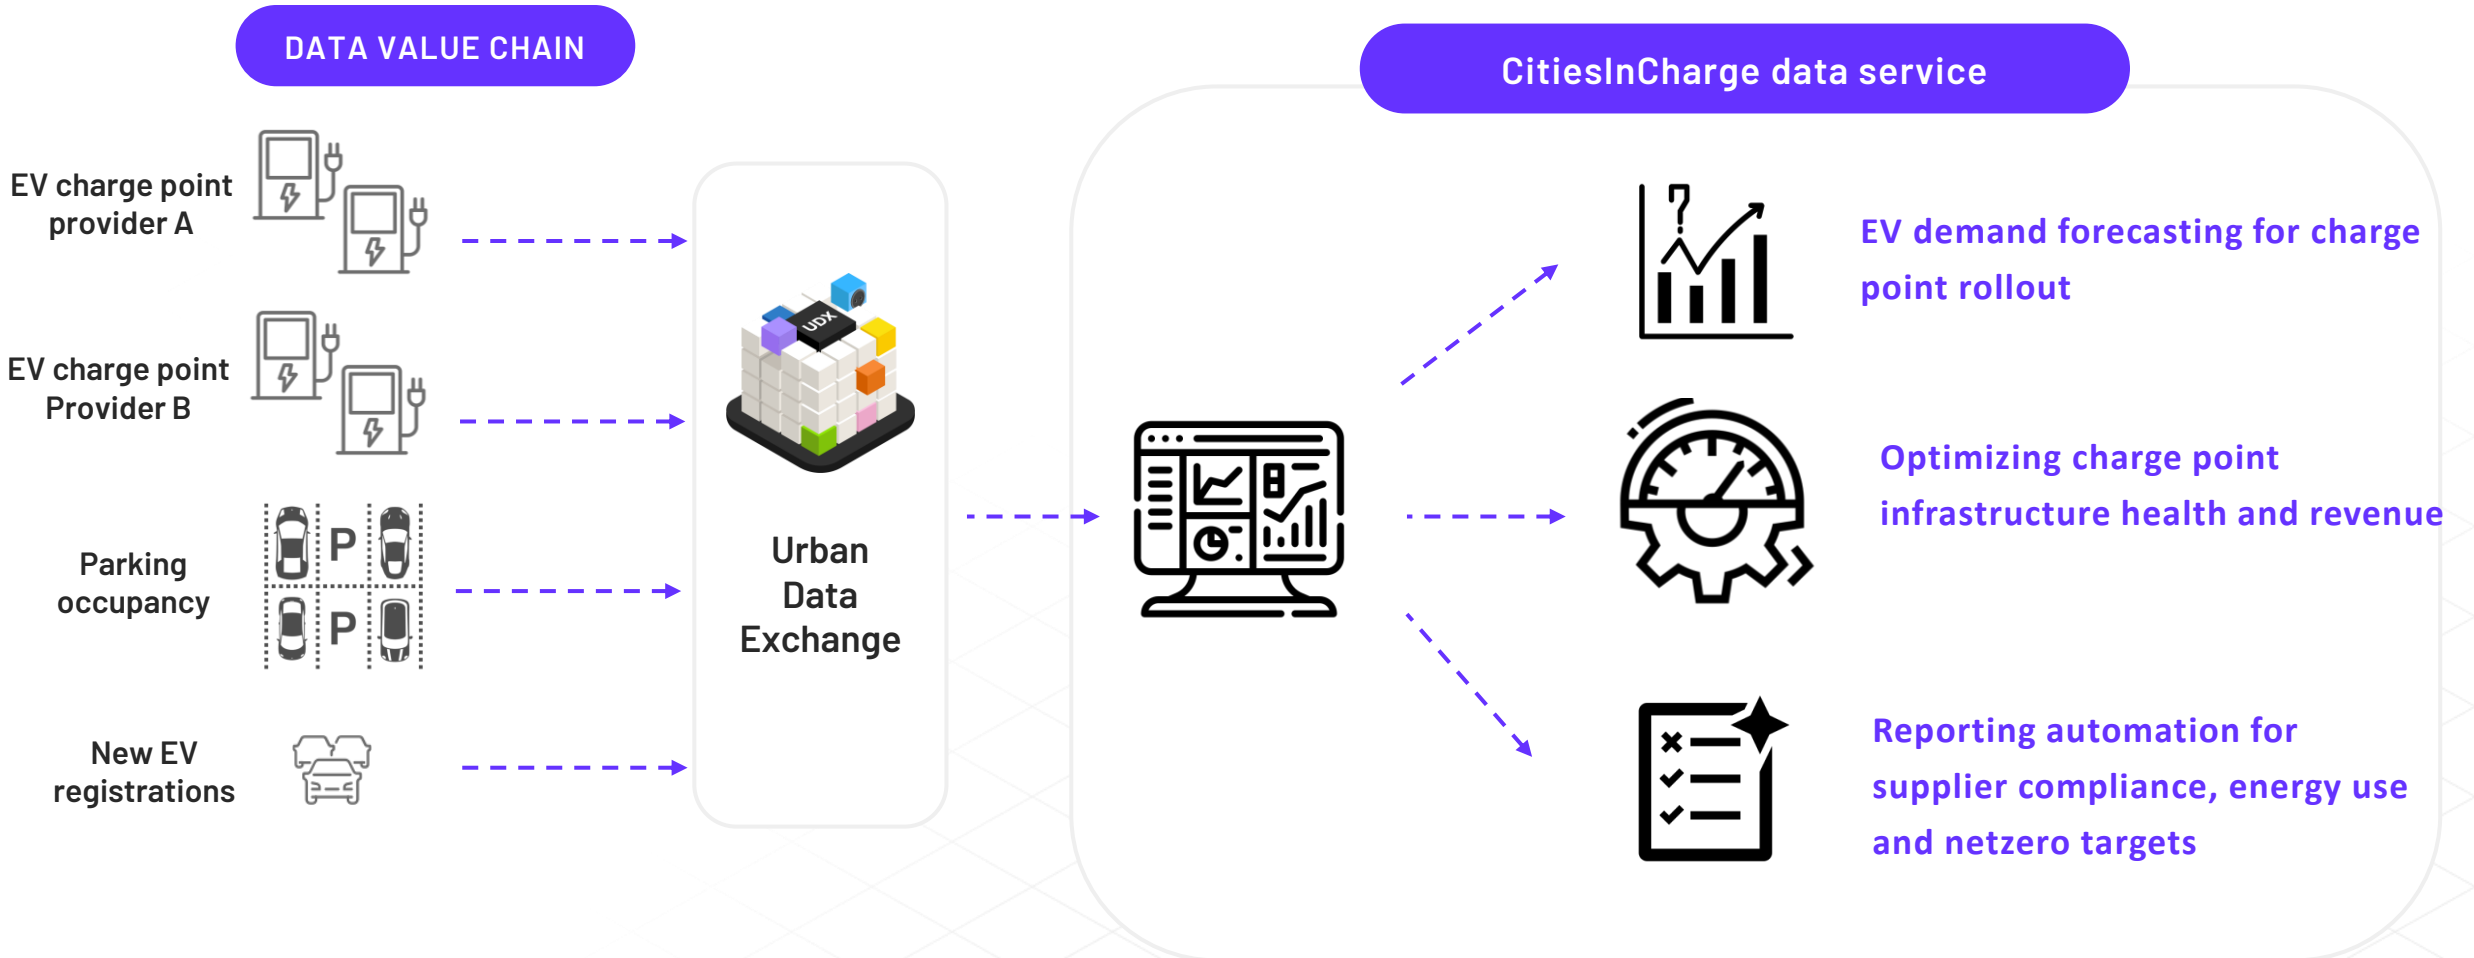 DATA VALUE CHAIN
CitiesInCharge data service
EV charge point
provider A
EV charge point
Provider B
Parking
occupancy
P
P
New EV
registrations
UDX
Urban
Data
Exchange
?
EV demand forecasting for charge
point rollout
Optimizing charge point
infrastructure health and revenue
Reporting automation for
supplier compliance, energy use
and netzero targets